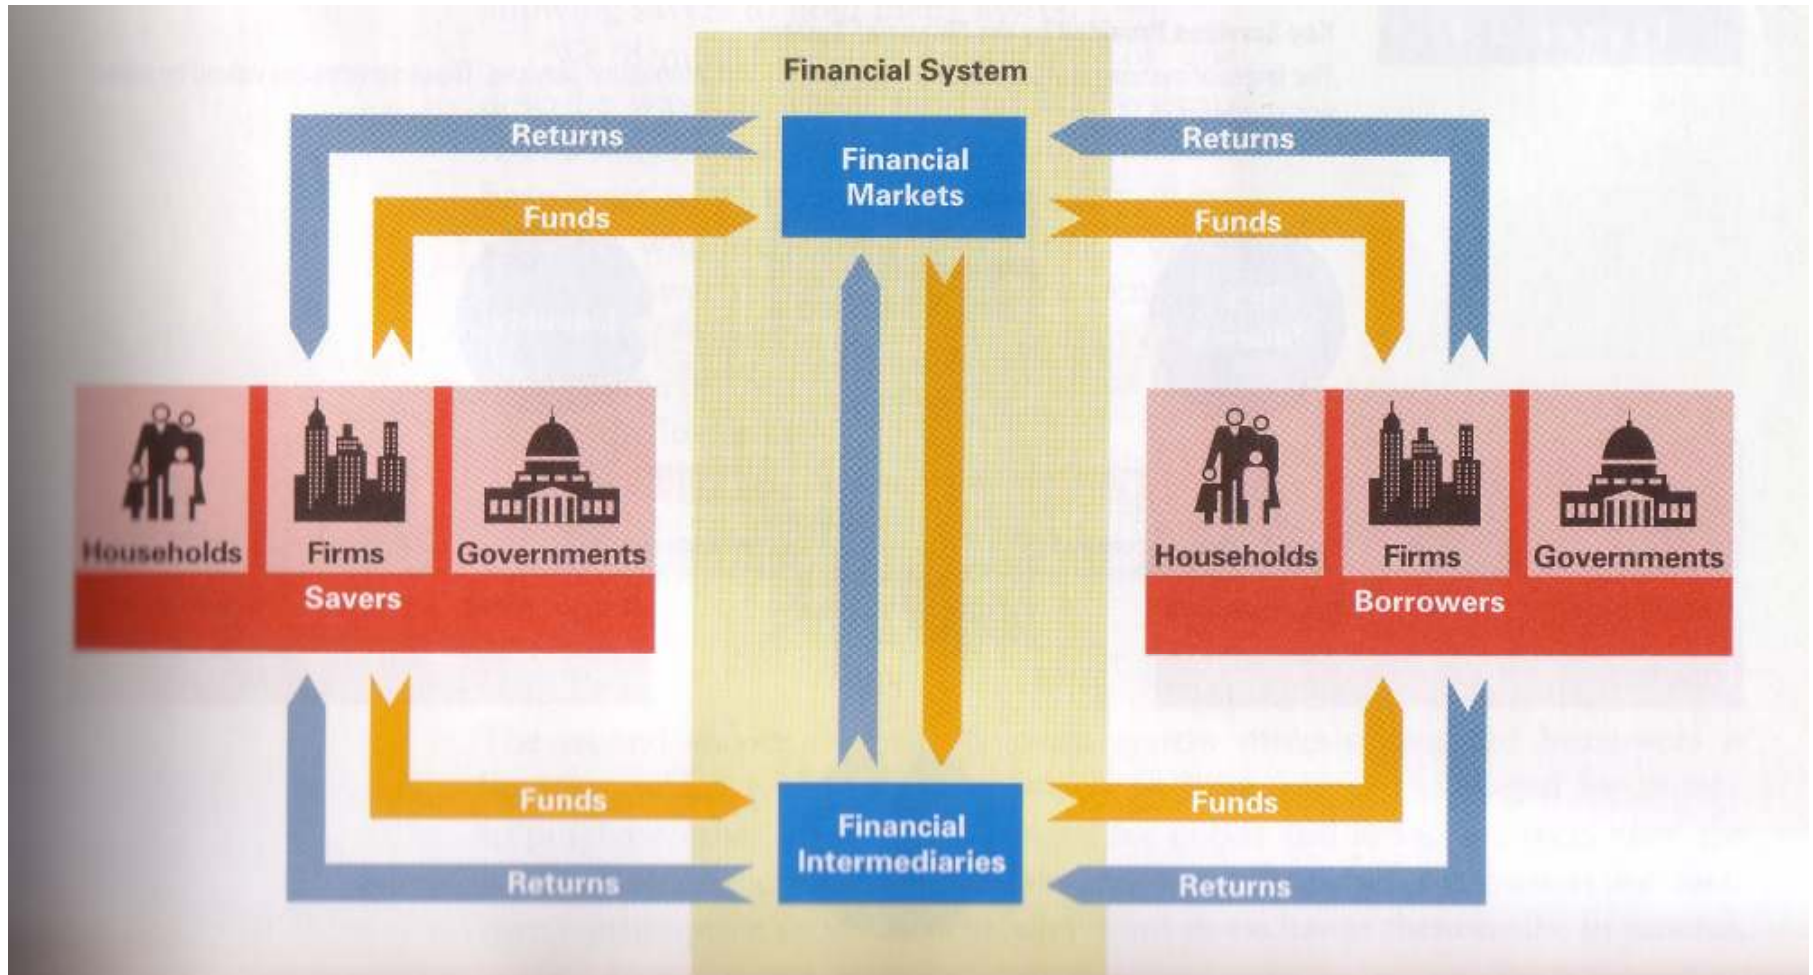 Financial System
Returns
Returns
Financial
Markets
Funds
Funds
Households
Firms
Governments
Savers
Households
Firms
Governments
Borrowers
Funds
Funds
Financial
Intermediaries
Returns
Returns